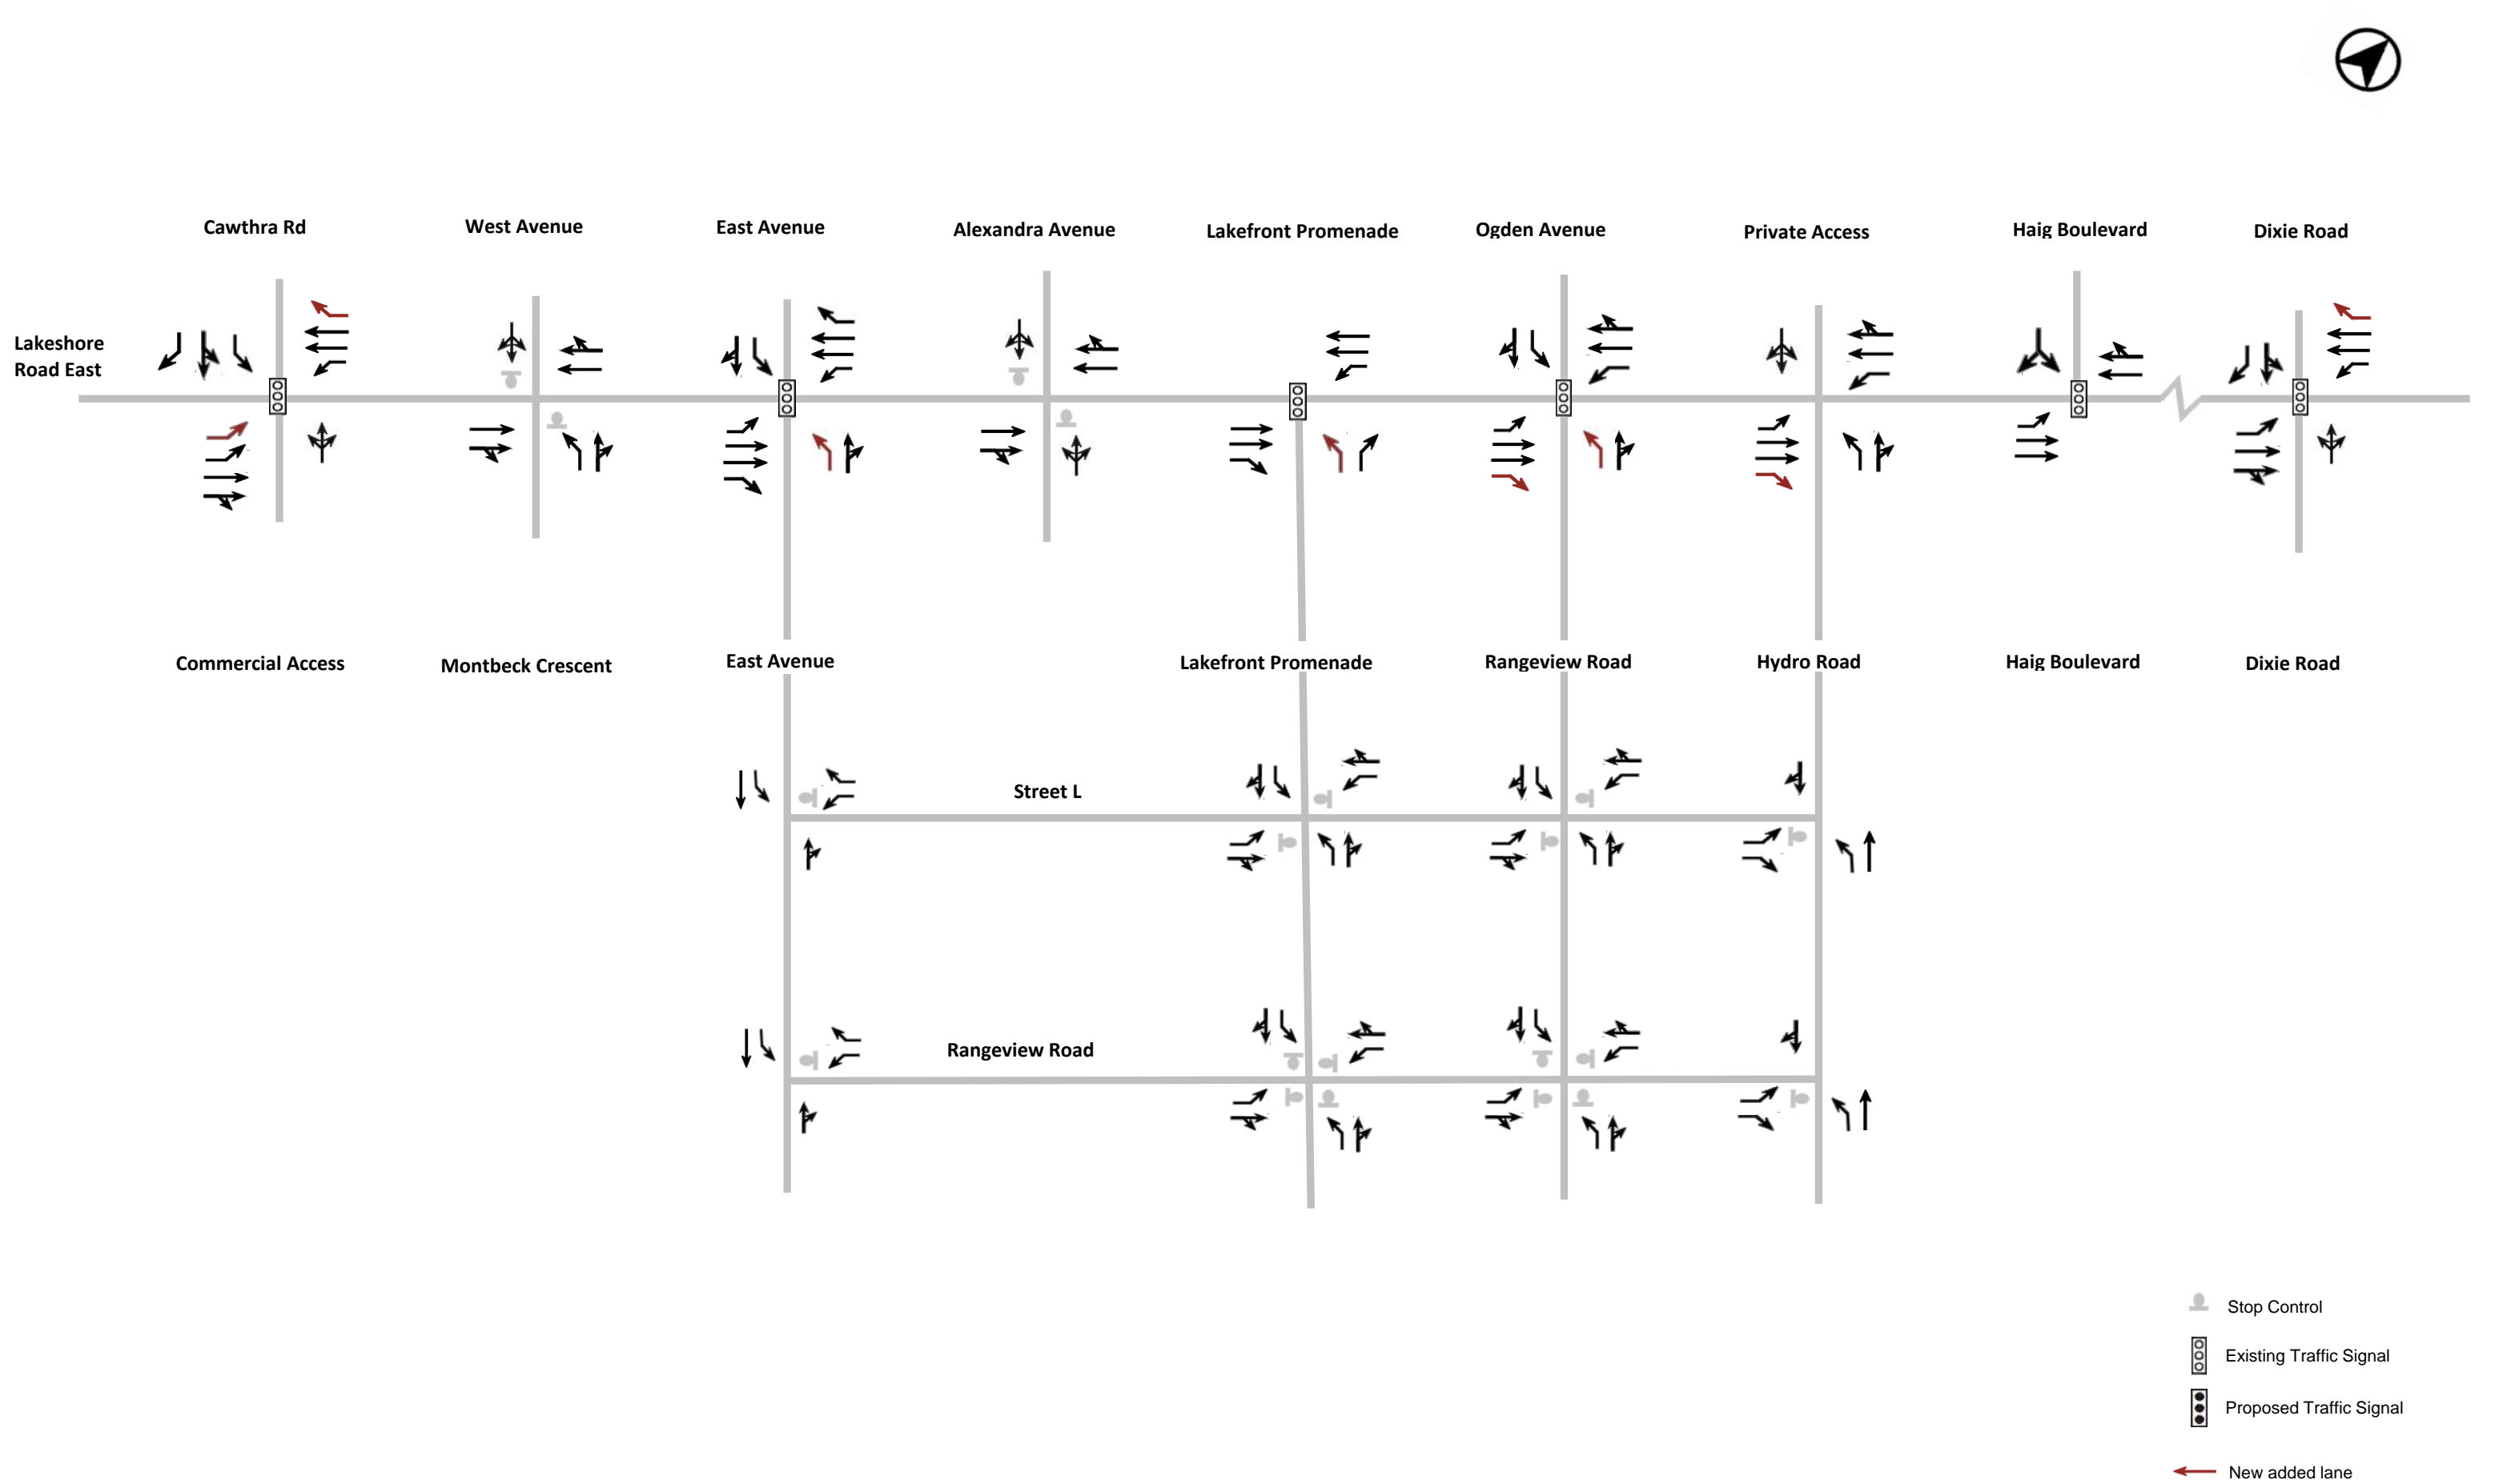 Cawthra Rd
West Avenue
East Avenue
Alexandra Avenue
Lakefront Promenade
Ogden Avenue
Private Access
Haig Boulevard
Dixie Road
Lakeshore
Road East
Commercial Access
Montbeck Crescent
East Avenue
Lakefront Promenade
Rangeview Road
Hydro Road
Haig Boulevard
Dixie Road
Street L
Rangeview Road
Stop Control
Existing Traffic Signal
Proposed Traffic Signal
New added lane